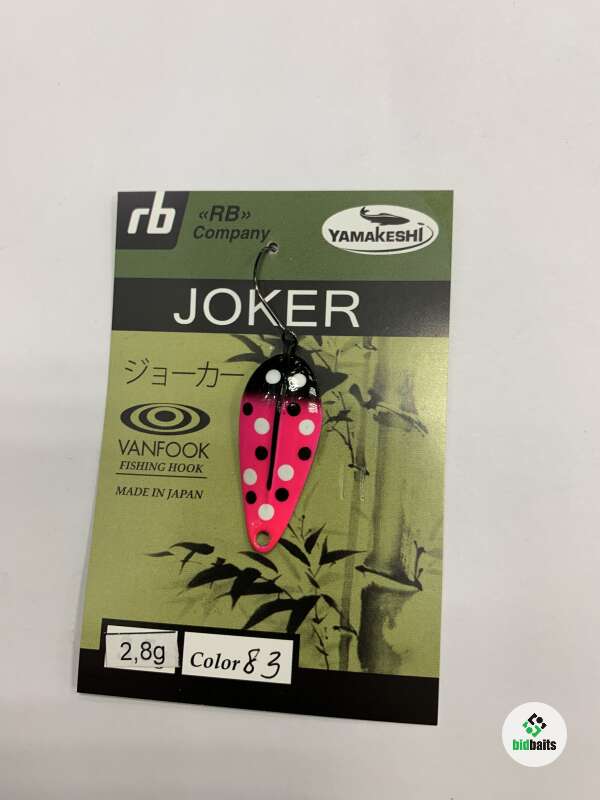 rb
«RB»
Company
YAMAKESHI
JOKER
ジョーカー
VANFOOK
FISHING HOOK
MADE IN JAPAN
2,8g
Color 83
bidbaits